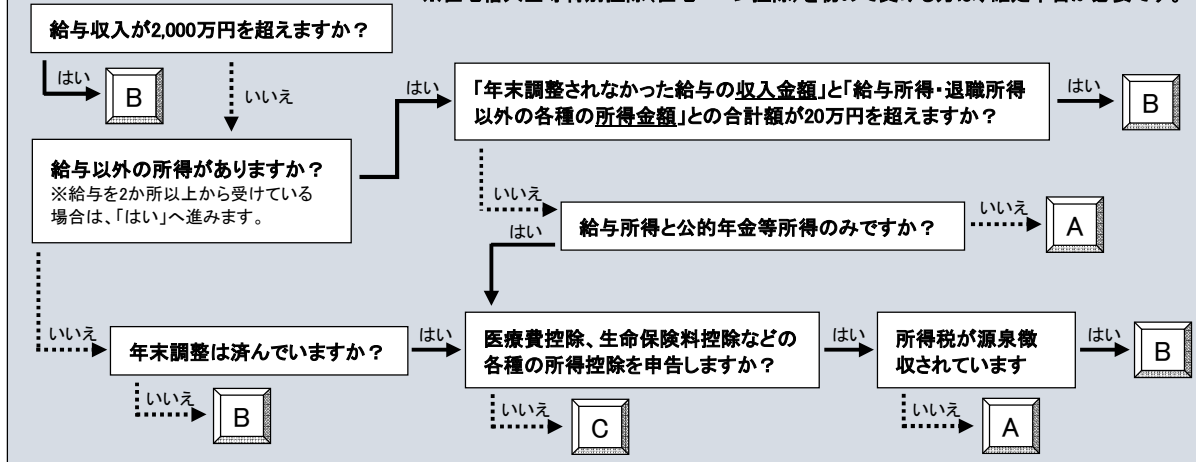 給与収入が2,000万円を超えますか？
はい
B
いいえ
給与以外の所得がありますか？
※給与を2か所以上から受けている
場合は、「はい」へ進みます。
はい
「年末調整されなかった給与の収入金額」と「給与所得・退職所得
以外の各種の所得金額」との合計額が20万円を超えますか？
はい
B
いいえ
給与所得と公的年金等所得のみですか？
いいえ
A
はい
いいえ
年末調整は済んでいますか？
はい
いいえ
B
医療費控除、生命保険料控除などの
各種の所得控除を申告しますか？
はい
いいえ
C
所得税が源泉徴
収されています
はい
B
いいえ
A